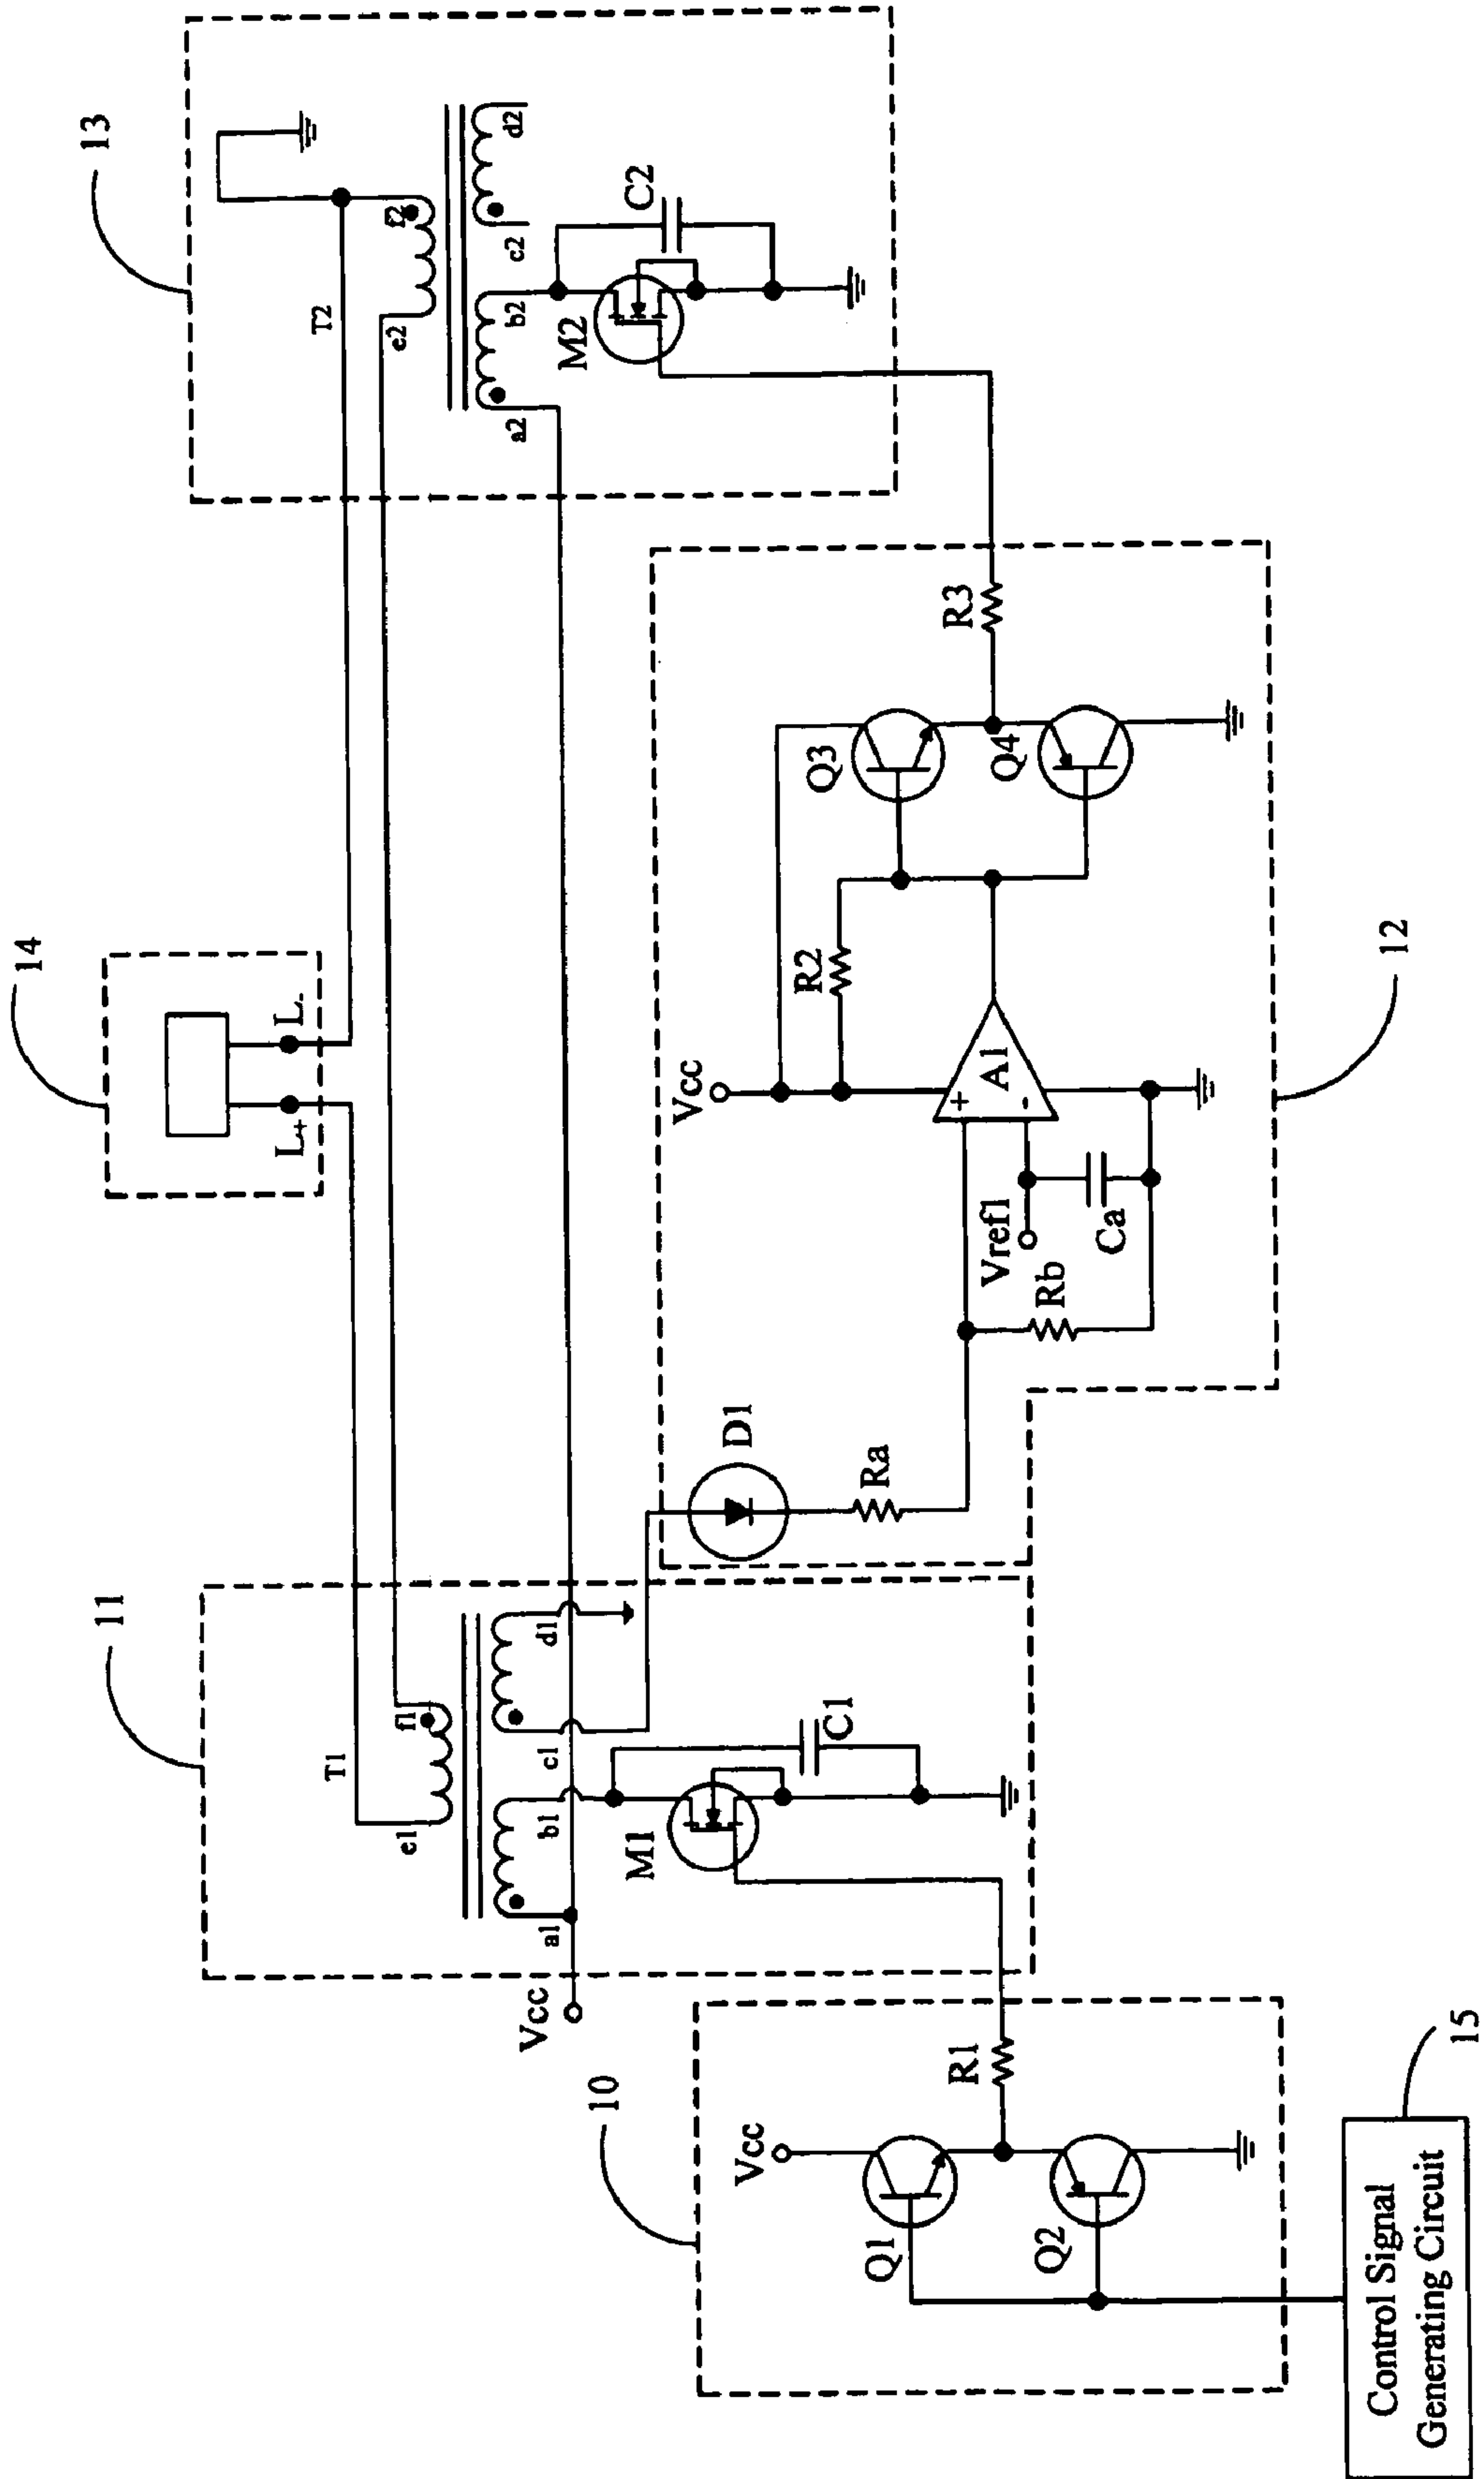 14
L+
L-
11
T1
e1
f1
a1
b1
c1
d1
Vcc
M1
C1
13
T2
e2
f2
a2
b2
c2
d2
M2
C2
10
Vcc
Q1
Q2
R1
12
D1
Ra
Rb
Vref1
Ca
Vcc
+
-
A1
R2
Q3
Q4
R3
15
Control Signal
Generating Circuit